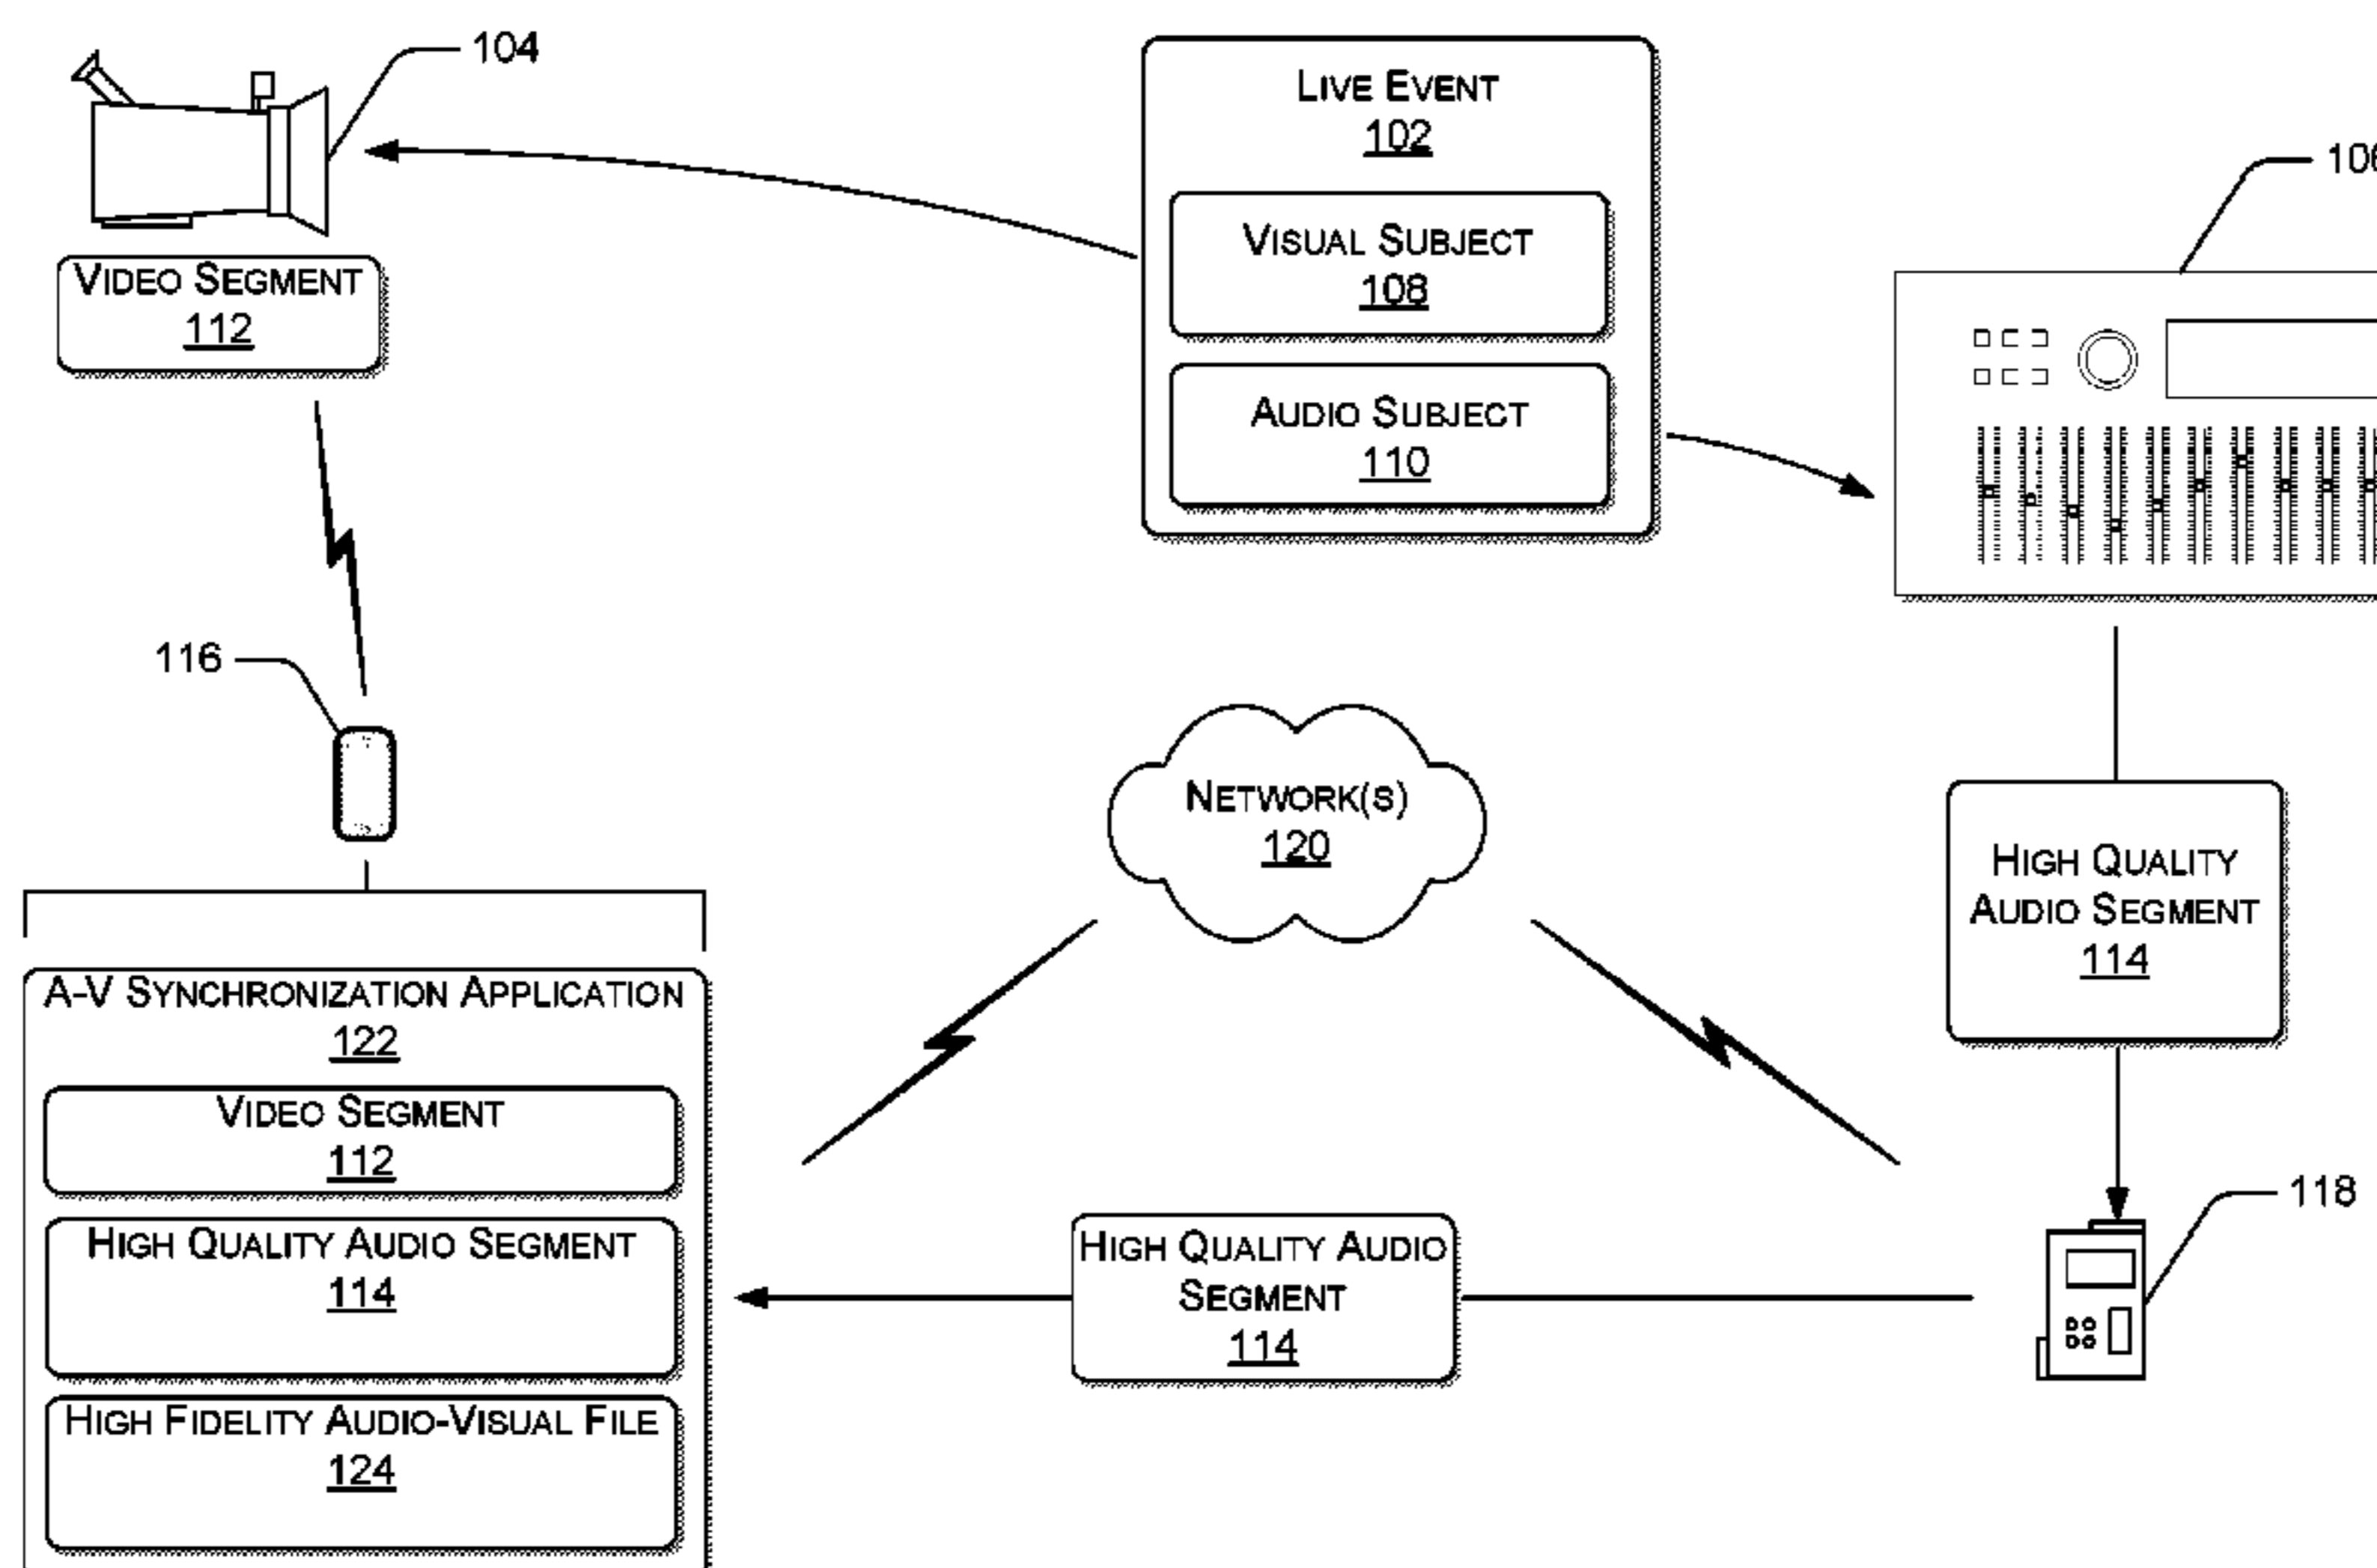 104
LIVE EVENT
102
VISUAL SUBJECT
108
AUDIO SUBJECT
110
VIDEO SEGMENT
112
116
NETWORK(S)
120
HIGH QUALITY
AUDIO SEGMENT
114
A-V SYNCHRONIZATION APPLICATION
122
VIDEO SEGMENT
112
HIGH QUALITY AUDIO SEGMENT
114
HIGH FIDELITY AUDIO-VISUAL FILE
124
HIGH QUALITY AUDIO
SEGMENT
114
118